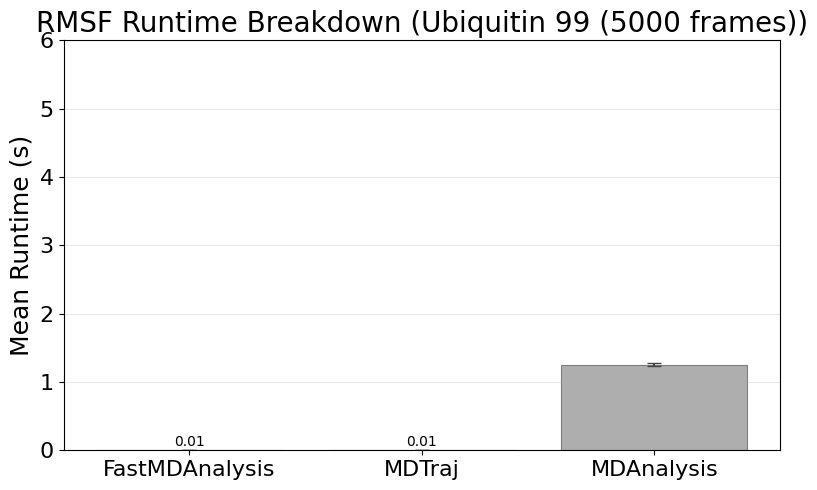 RMSF Runtime Breakdown (Ubiquitin 99 (5000 frames))
Mean Runtime (s)
6
5
4
3
2
1
0
0.01
0.01
FastMDAnalysis
MDTraj
MDAnalysis